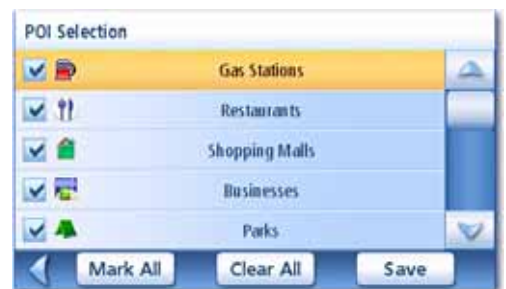 POI Selection
Gas Stations
Restaurants
Shopping Malls
Businesses
Parks
Mark All Clear All Save